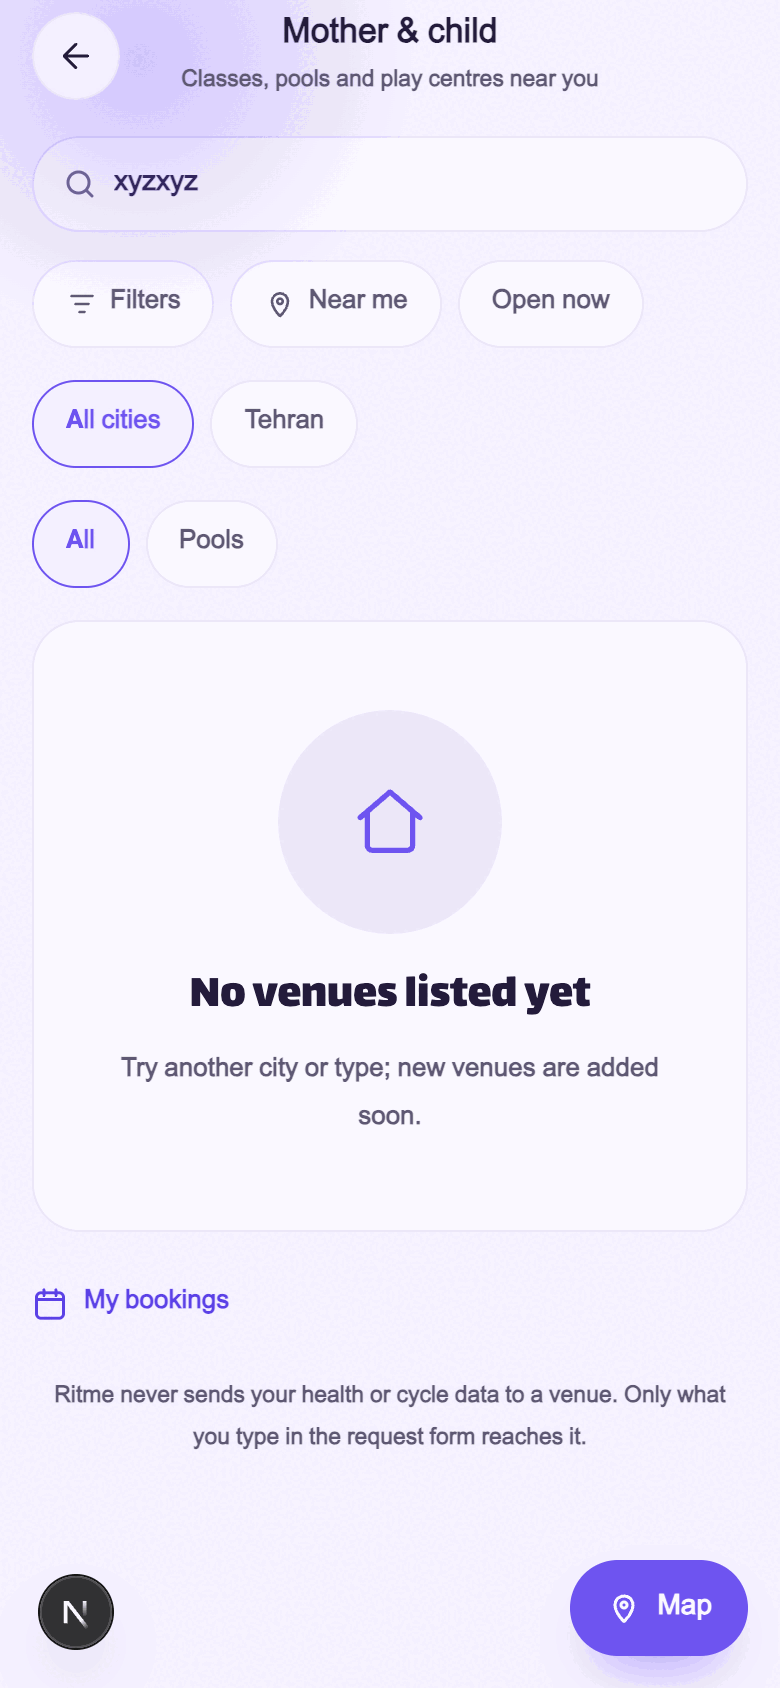 Mother & child
Classes, pools and play centres near you
xyzxyz
Filters
Near me
Open now
All cities
Tehran
All
Pools
No venues listed yet
Try another city or type; new venues are added
soon.
My bookings
Ritme never sends your health or cycle data to a venue. Only what
you type in the request form reaches it.
N
Map